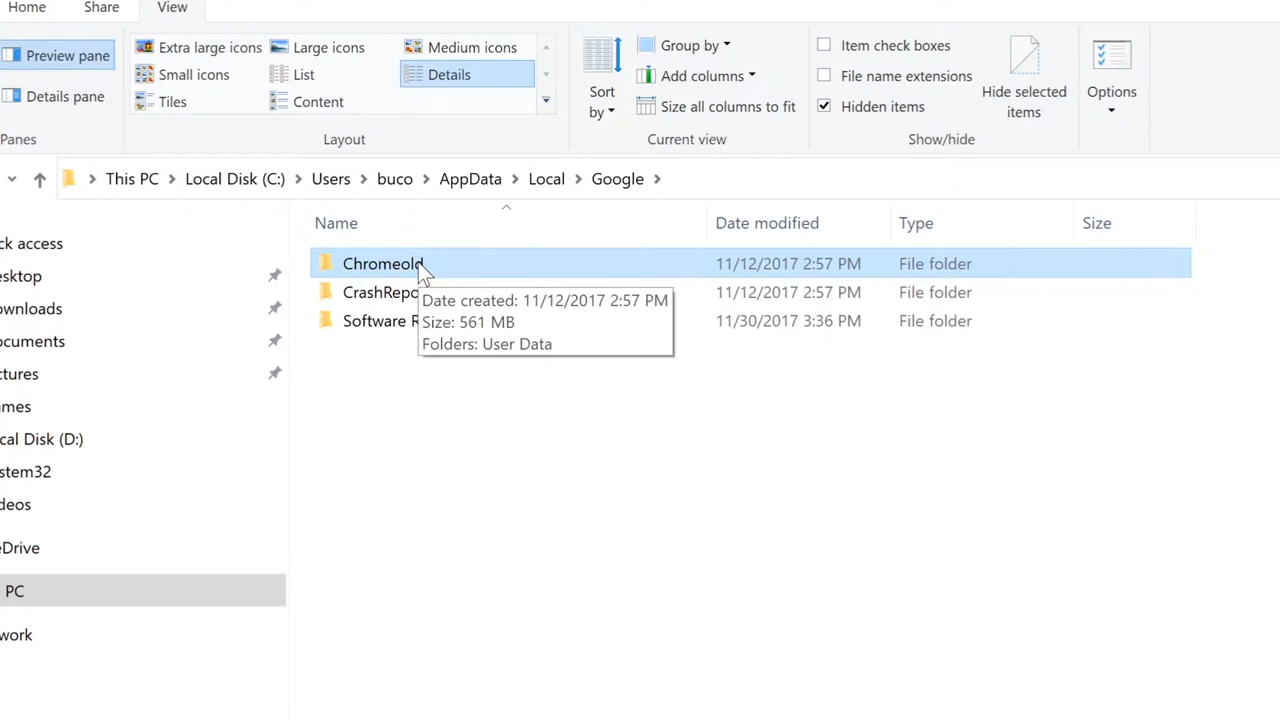 Home Share View
Preview pane
Details pane
Panes
Extra large icons Large icons Medium icons
Small icons List Details
Tiles Content
Layout
Sort by
Group by
Add columns
Size all columns to fit
Current view
Item check boxes
File name extensions
Hidden items
Hide selected items
Show/hide
Options
This PC Local Disk (C:) Users buco AppData Local Google
Name Date modified Type Size
Chromeold 11/12/2017 2:57 PM File folder
CrashRepo 11/12/2017 2:57 PM File folder
Software R 11/30/2017 3:36 PM File folder
Date created: 11/12/2017 2:57 PM
Size: 561 MB
Folders: User Data
ck access
esktop
ownloads
ocuments
ctures
ames
cal Disk (D:)
stem32
deos
eDrive
PC
work